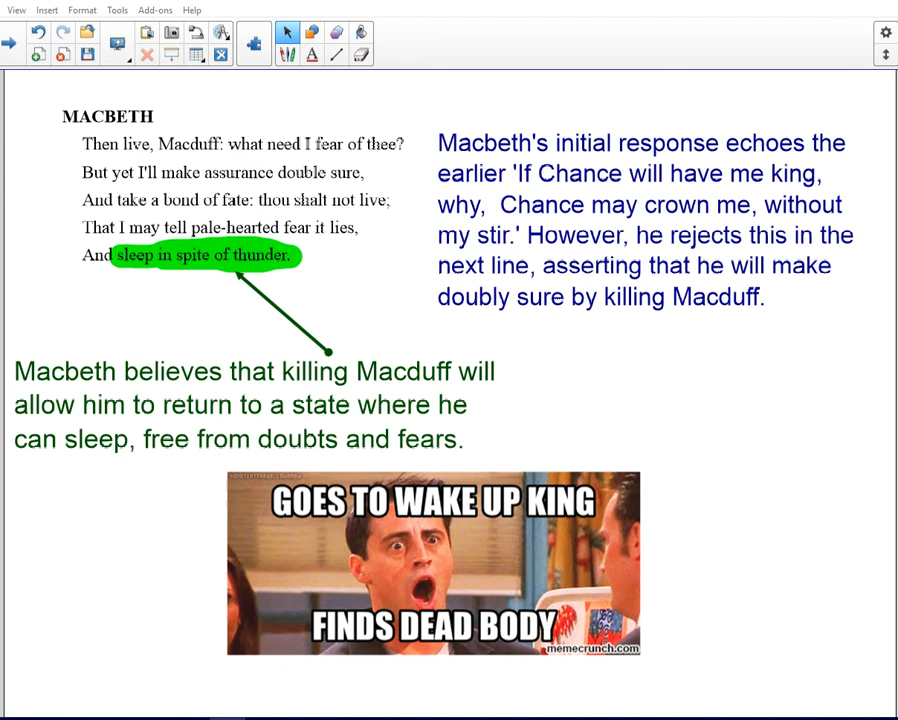 View Insert Format Tools Add-ons Help
MACBETH
Then live, Macduff: what need I fear of thee?
But yet I'll make assurance double sure,
And take a bond of fate: thou shalt not live;
That I may tell pale-hearted fear it lies,
And sleep in spite of thunder.
Macbeth's initial response echoes the
earlier 'If Chance will have me king,
why, Chance may crown me, without
my stir.' However, he rejects this in the
next line, asserting that he will make
doubly sure by killing Macduff.
Macbeth believes that killing Macduff will
allow him to return to a state where he
can sleep, free from doubts and fears.
GOES TO WAKE UP KING
FINDS DEAD BODY
memecrunch.com